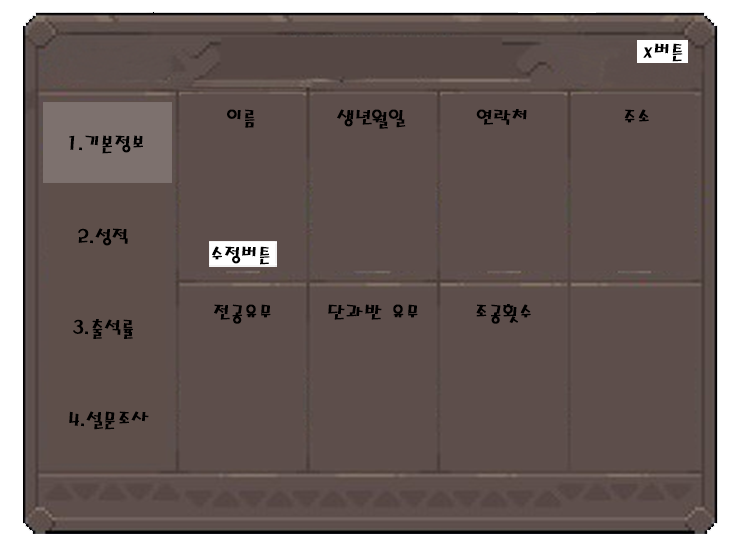 X버튼
이름
생년월일
연락처
주소
1.기본정보
2.성적
수정버튼
전공유무
단과반 유무
조공횟수
3.출석률
4.설문조사